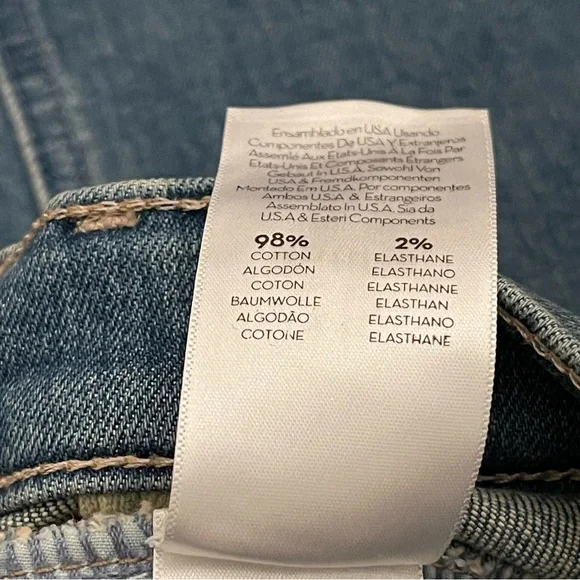 Ensamblado en USA Usando
Componentes De USA Y Extranjeros
Assemlé Aux Etats-Unis A La Fois Par
Etats-Unis Et Composants Etrangers
Gebaut In U.S.A. Sowohl Von
USA & Fremdkomponenten
Montado Em U.S.A. Por componentes
Ambos USA & Estrangeiros
Assemblato In U.S.A. Sia da
U.S.A & Esteri Components
98% 2%
COTTON ELASTHANE
ALGODÓN ELASTHANO
COTON ELASTHANNE
BAUMWOLLE ELASTHAN
ALGODÃO ELASTHANO
COTONE ELASTHANE